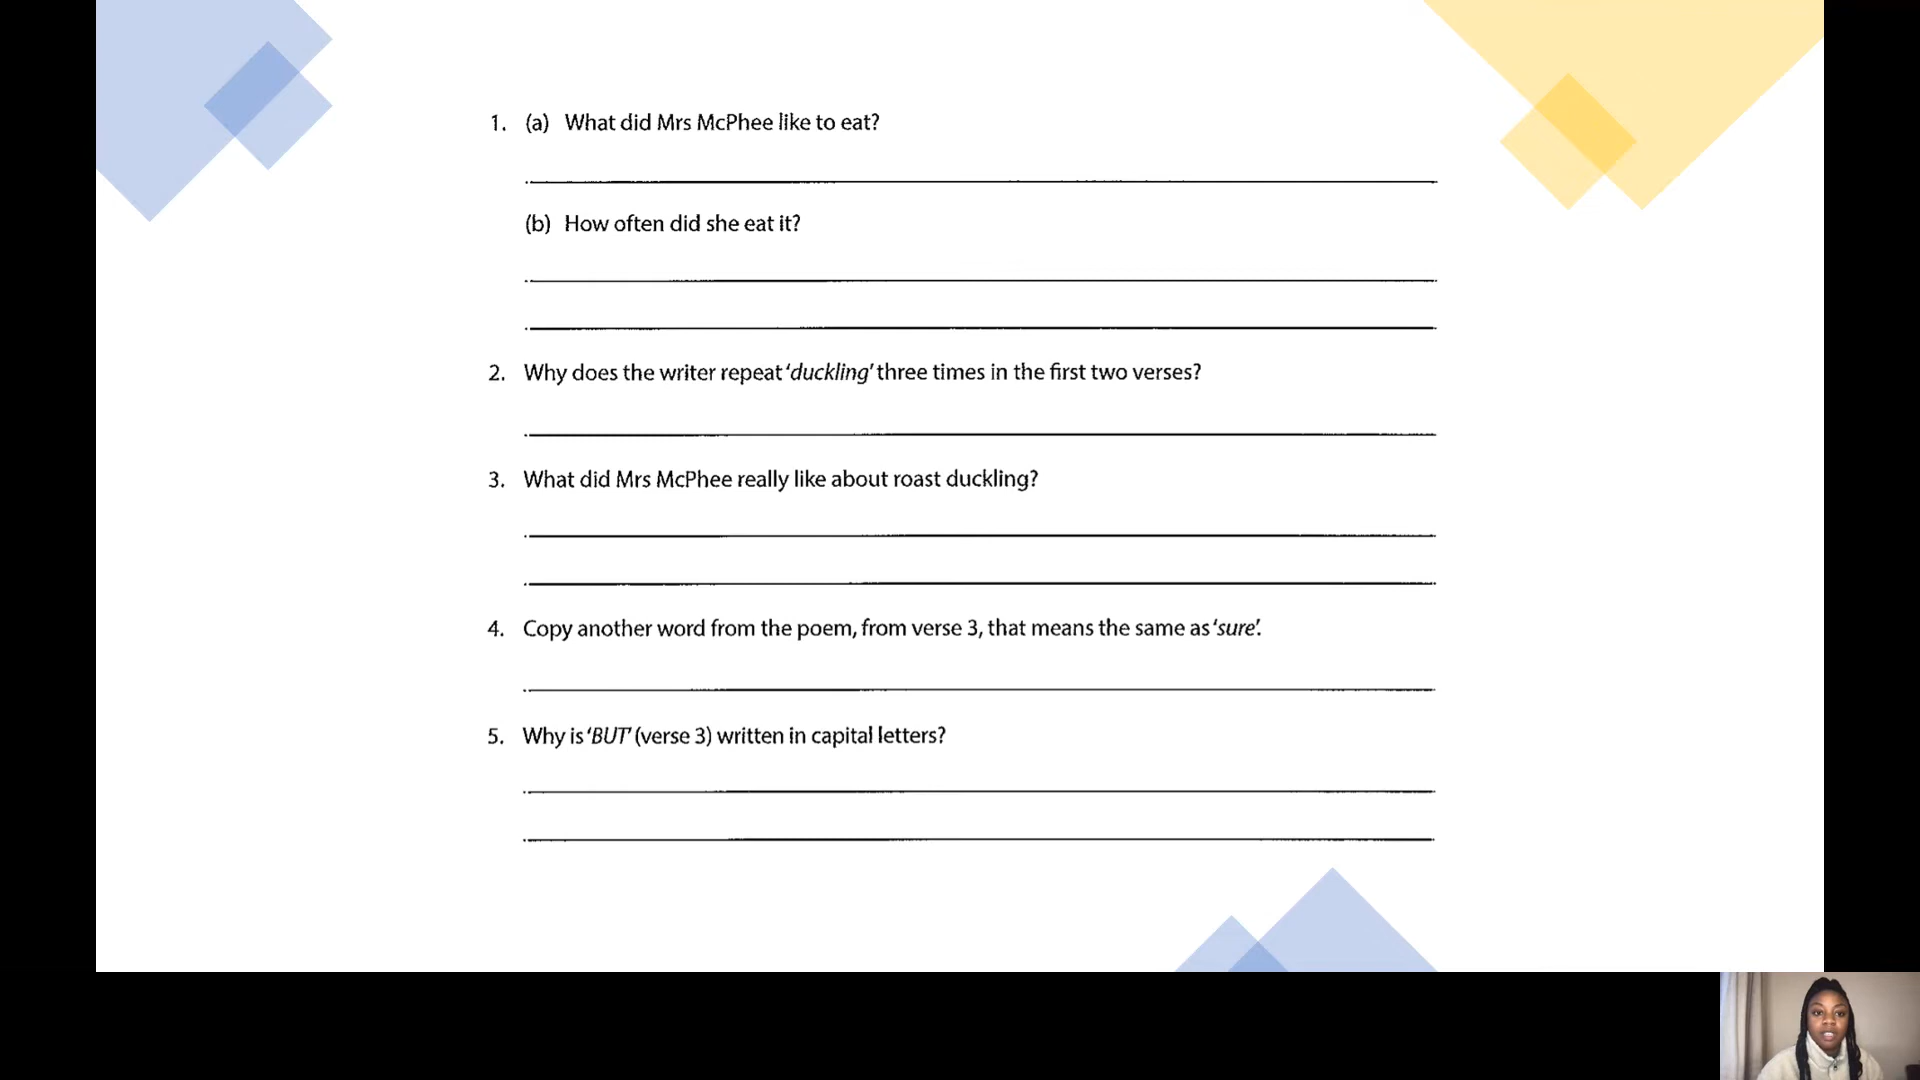 1. (a) What did Mrs McPhee like to eat?
(b) How often did she eat it?
2. Why does the writer repeat ‘duckling’ three times in the first two verses?
3. What did Mrs McPhee really like about roast duckling?
4. Copy another word from the poem, from verse 3, that means the same as ‘sure’.
5. Why is ‘BUT’ (verse 3) written in capital letters?